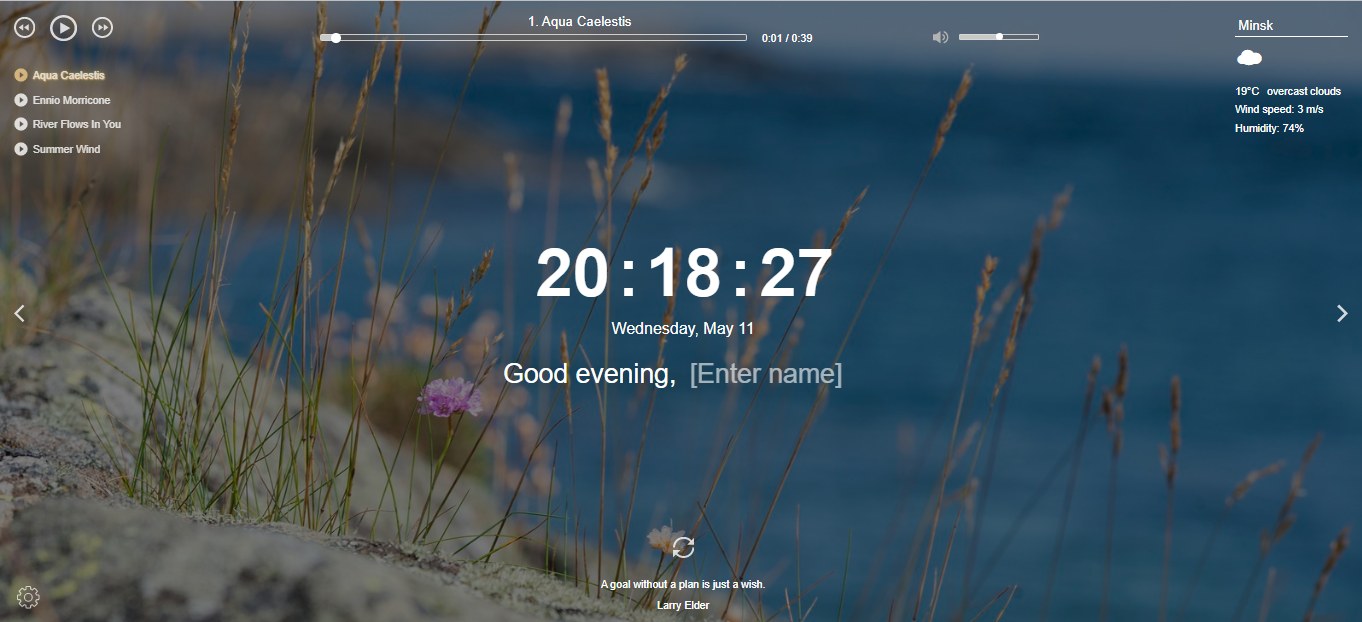 1. Aqua Caelestis
0:01 / 0:39
Aqua Caelestis
Ennio Morricone
River Flows In You
Summer Wind
Minsk
19°C overcast clouds
Wind speed: 3 m/s
Humidity: 74%
20 : 18 : 27
Wednesday, May 11
Good evening, [Enter name]
A goal without a plan is just a wish.
Larry Elder